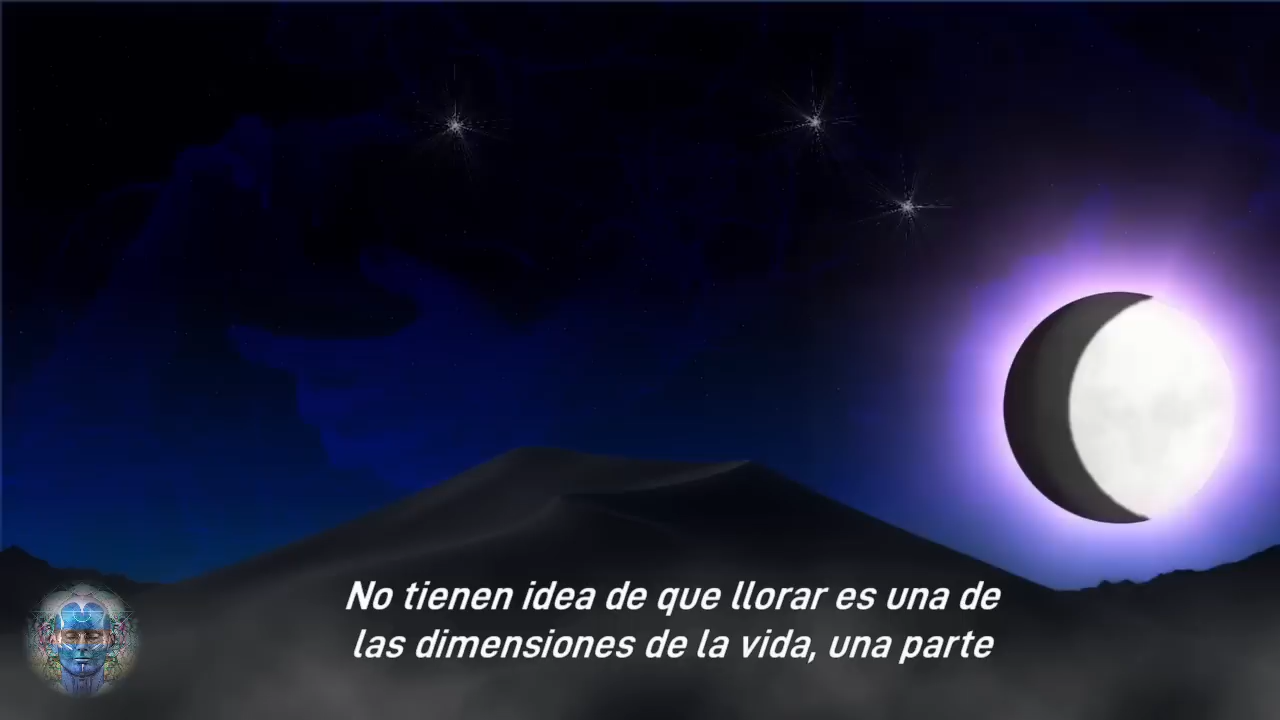 No tienen idea de que llorar es una de
las dimensiones de la vida, una parte